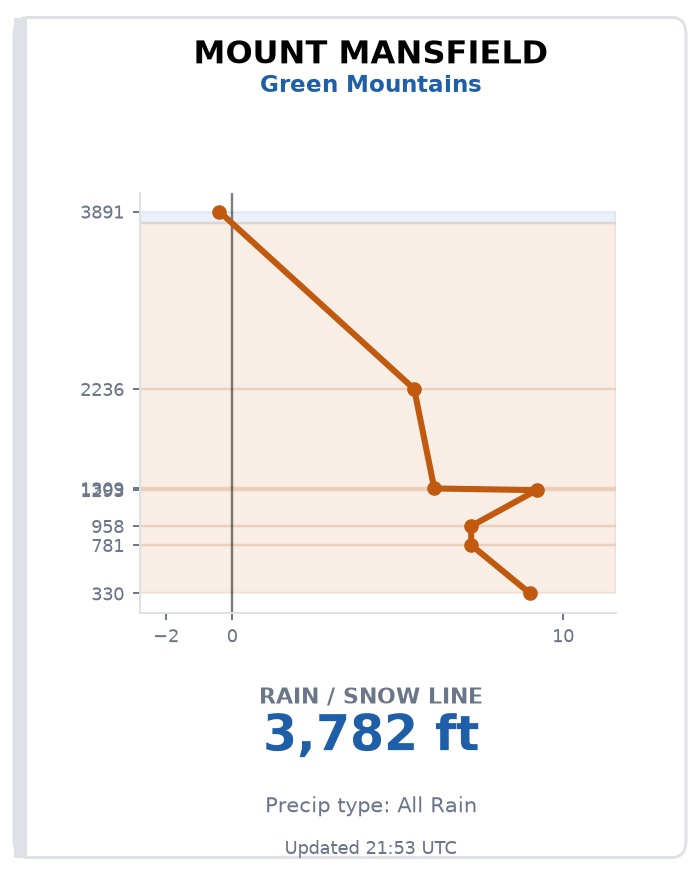 MOUNT MANSFIELD
Green Mountains
3891
2236
958
781
330
−2 0 10
RAIN / SNOW LINE
3,782 ft
Precip type: All Rain
Updated 21:53 UTC